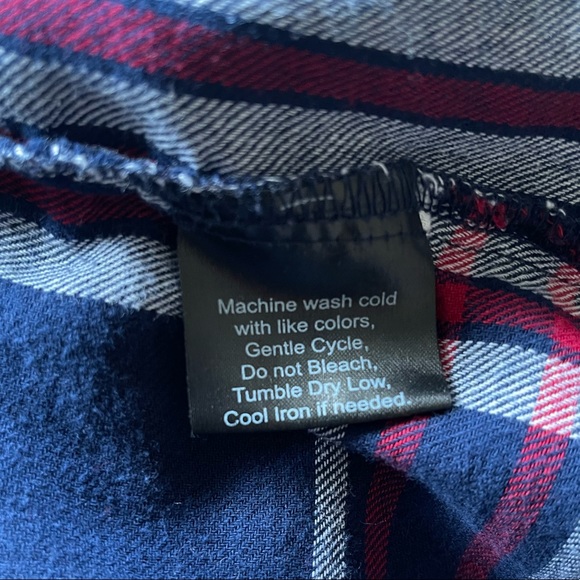 Machine wash cold
with like colors,
Gentle Cycle,
Do not Bleach,
Tumble Dry Low,
Cool Iron if needed.